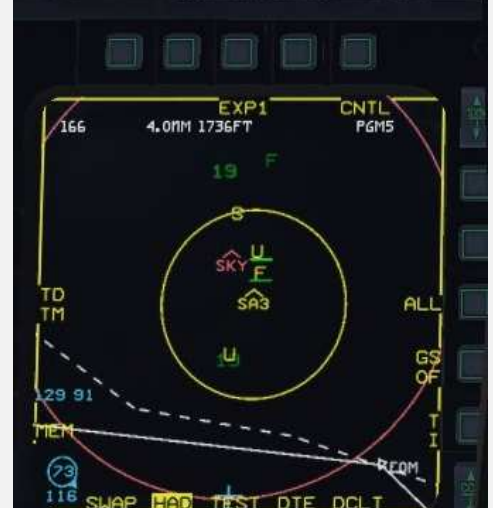 EXP1 CNTL
166 4.0NM 1736FT PGM5
19 F
S
SKY U
F
SA3
TD
TM
ALL
U
GS
OF
129 91
T
I
MEM
FOM
73
116
SWAP HAD TEST DTE DCLT